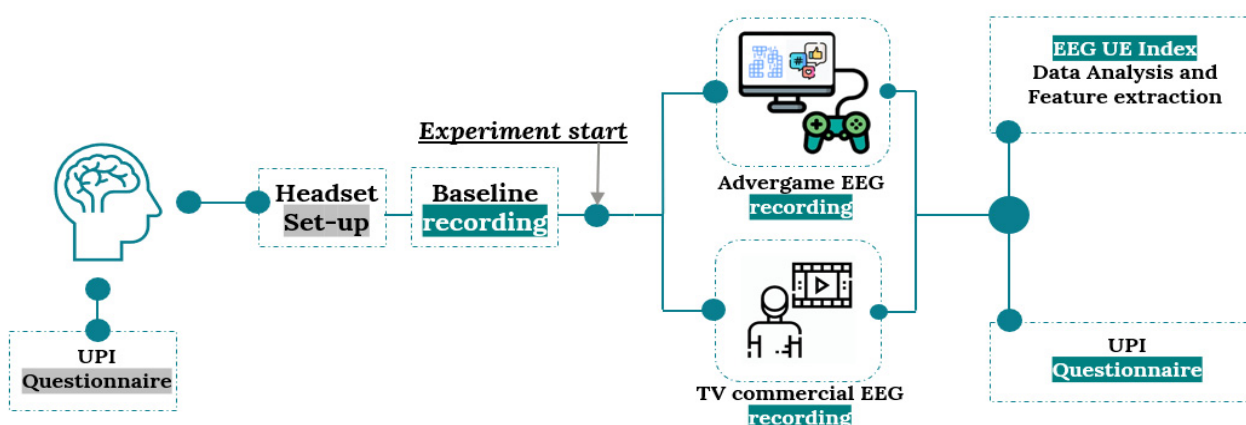 UPI
Questionnaire
Headset
Set-up
Baseline
recording
Experiment start
#
Advergame EEG
recording
TV commercial EEG
recording
EEG UE Index
Data Analysis and
Feature extraction
UPI
Questionnaire